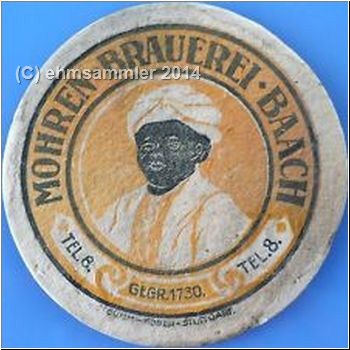 (C) ehmsammler 2014
MOHREN · BRAUEREI · BAACH
TEL. 8.
GEGR. 1730.
TEL. 8.